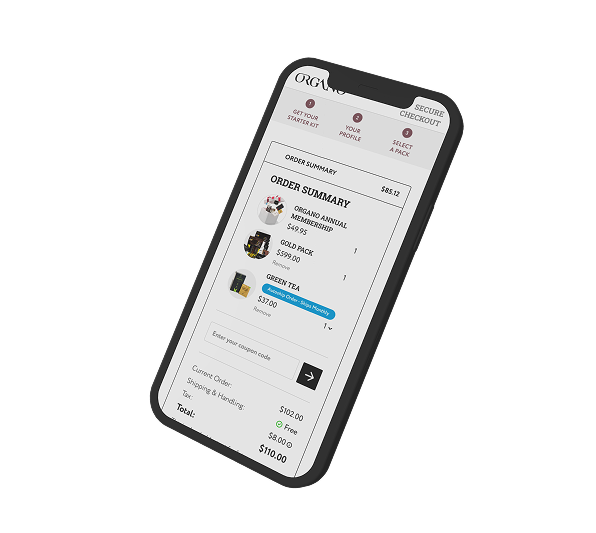 ORGANO
SECURE
CHECKOUT
1
GET YOUR
STARTER KIT
2
YOUR
PROFILE
3
SELECT
A PACK
ORDER SUMMARY
$85.12
ORDER SUMMARY
ORGANO ANNUAL
MEMBERSHIP
$49.95
1
GOLD PACK
$599.00
1
Remove
GREEN TEA
Autoship Order - Ships Monthly
$37.00
1
Remove
Enter your coupon code
Current Order:
$102.00
Shipping & Handling:
Free
Tax:
$8.00
Total:
$110.00